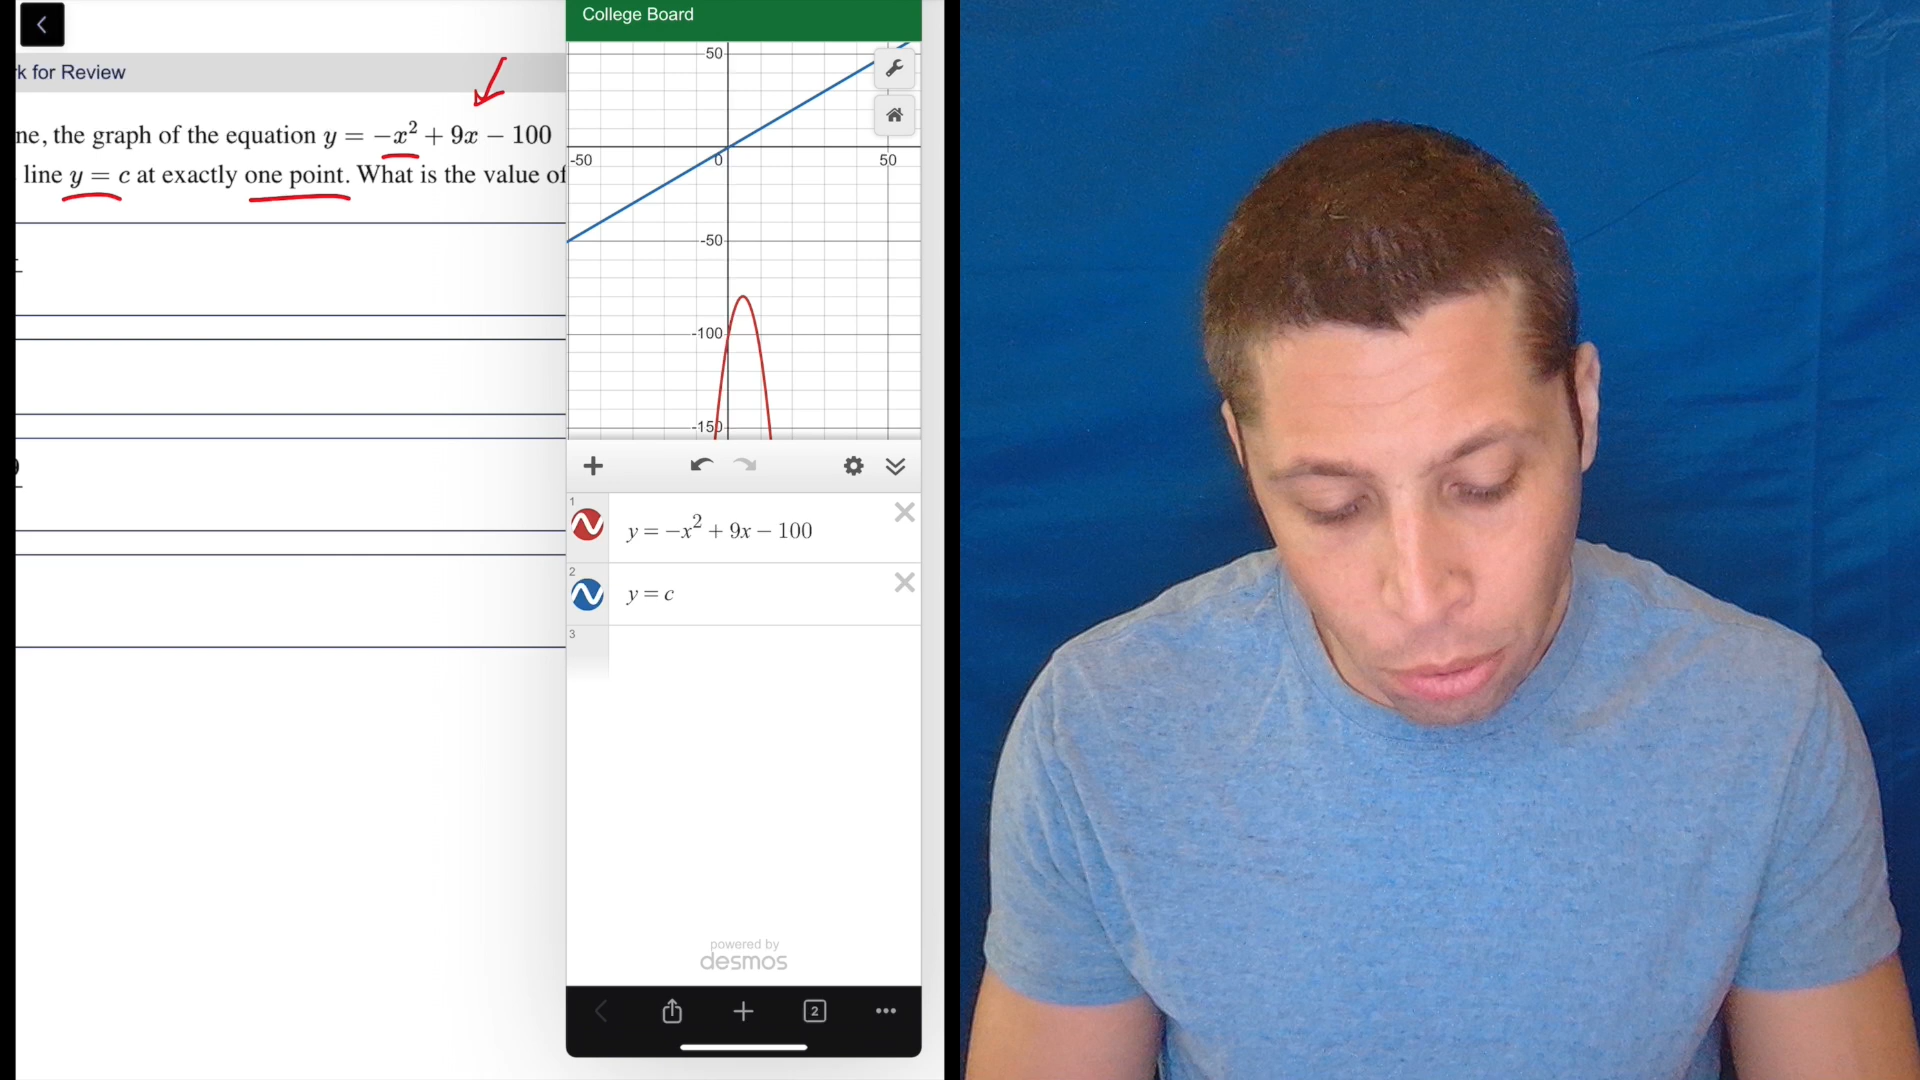 k for Review
ne, the graph of the equation y = −x² + 9x − 100
line y = c at exactly one point. What is the value of
College Board
50
-50
0
50
-50
-100
-150
1
y = −x² + 9x − 100
2
y = c
3
powered by
desmos
2